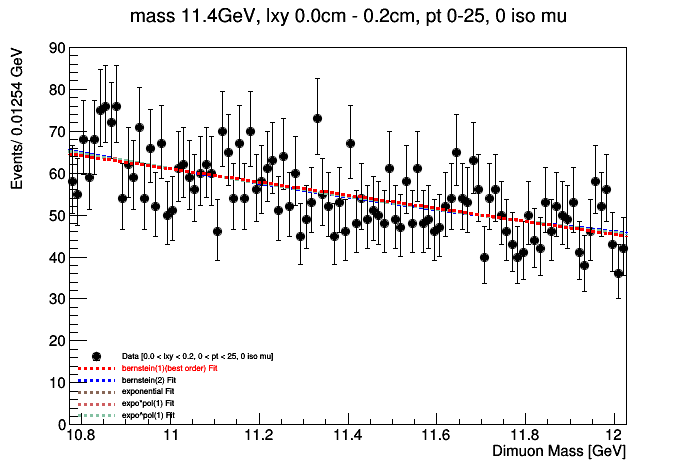 mass 11.4GeV, lxy 0.0cm - 0.2cm, pt 0-25, 0 iso mu
Events/ 0.01254 GeV
90
80
70
60
50
40
30
20
10
0
Data [0.0 < lxy < 0.2, 0 < pt < 25, 0 iso mu]
bernstein(1)(best order) Fit
bernstein(2) Fit
exponential Fit
expo*pol(1) Fit
expo^pol(1) Fit
10.8 11 11.2 11.4 11.6 11.8 12
Dimuon Mass [GeV]